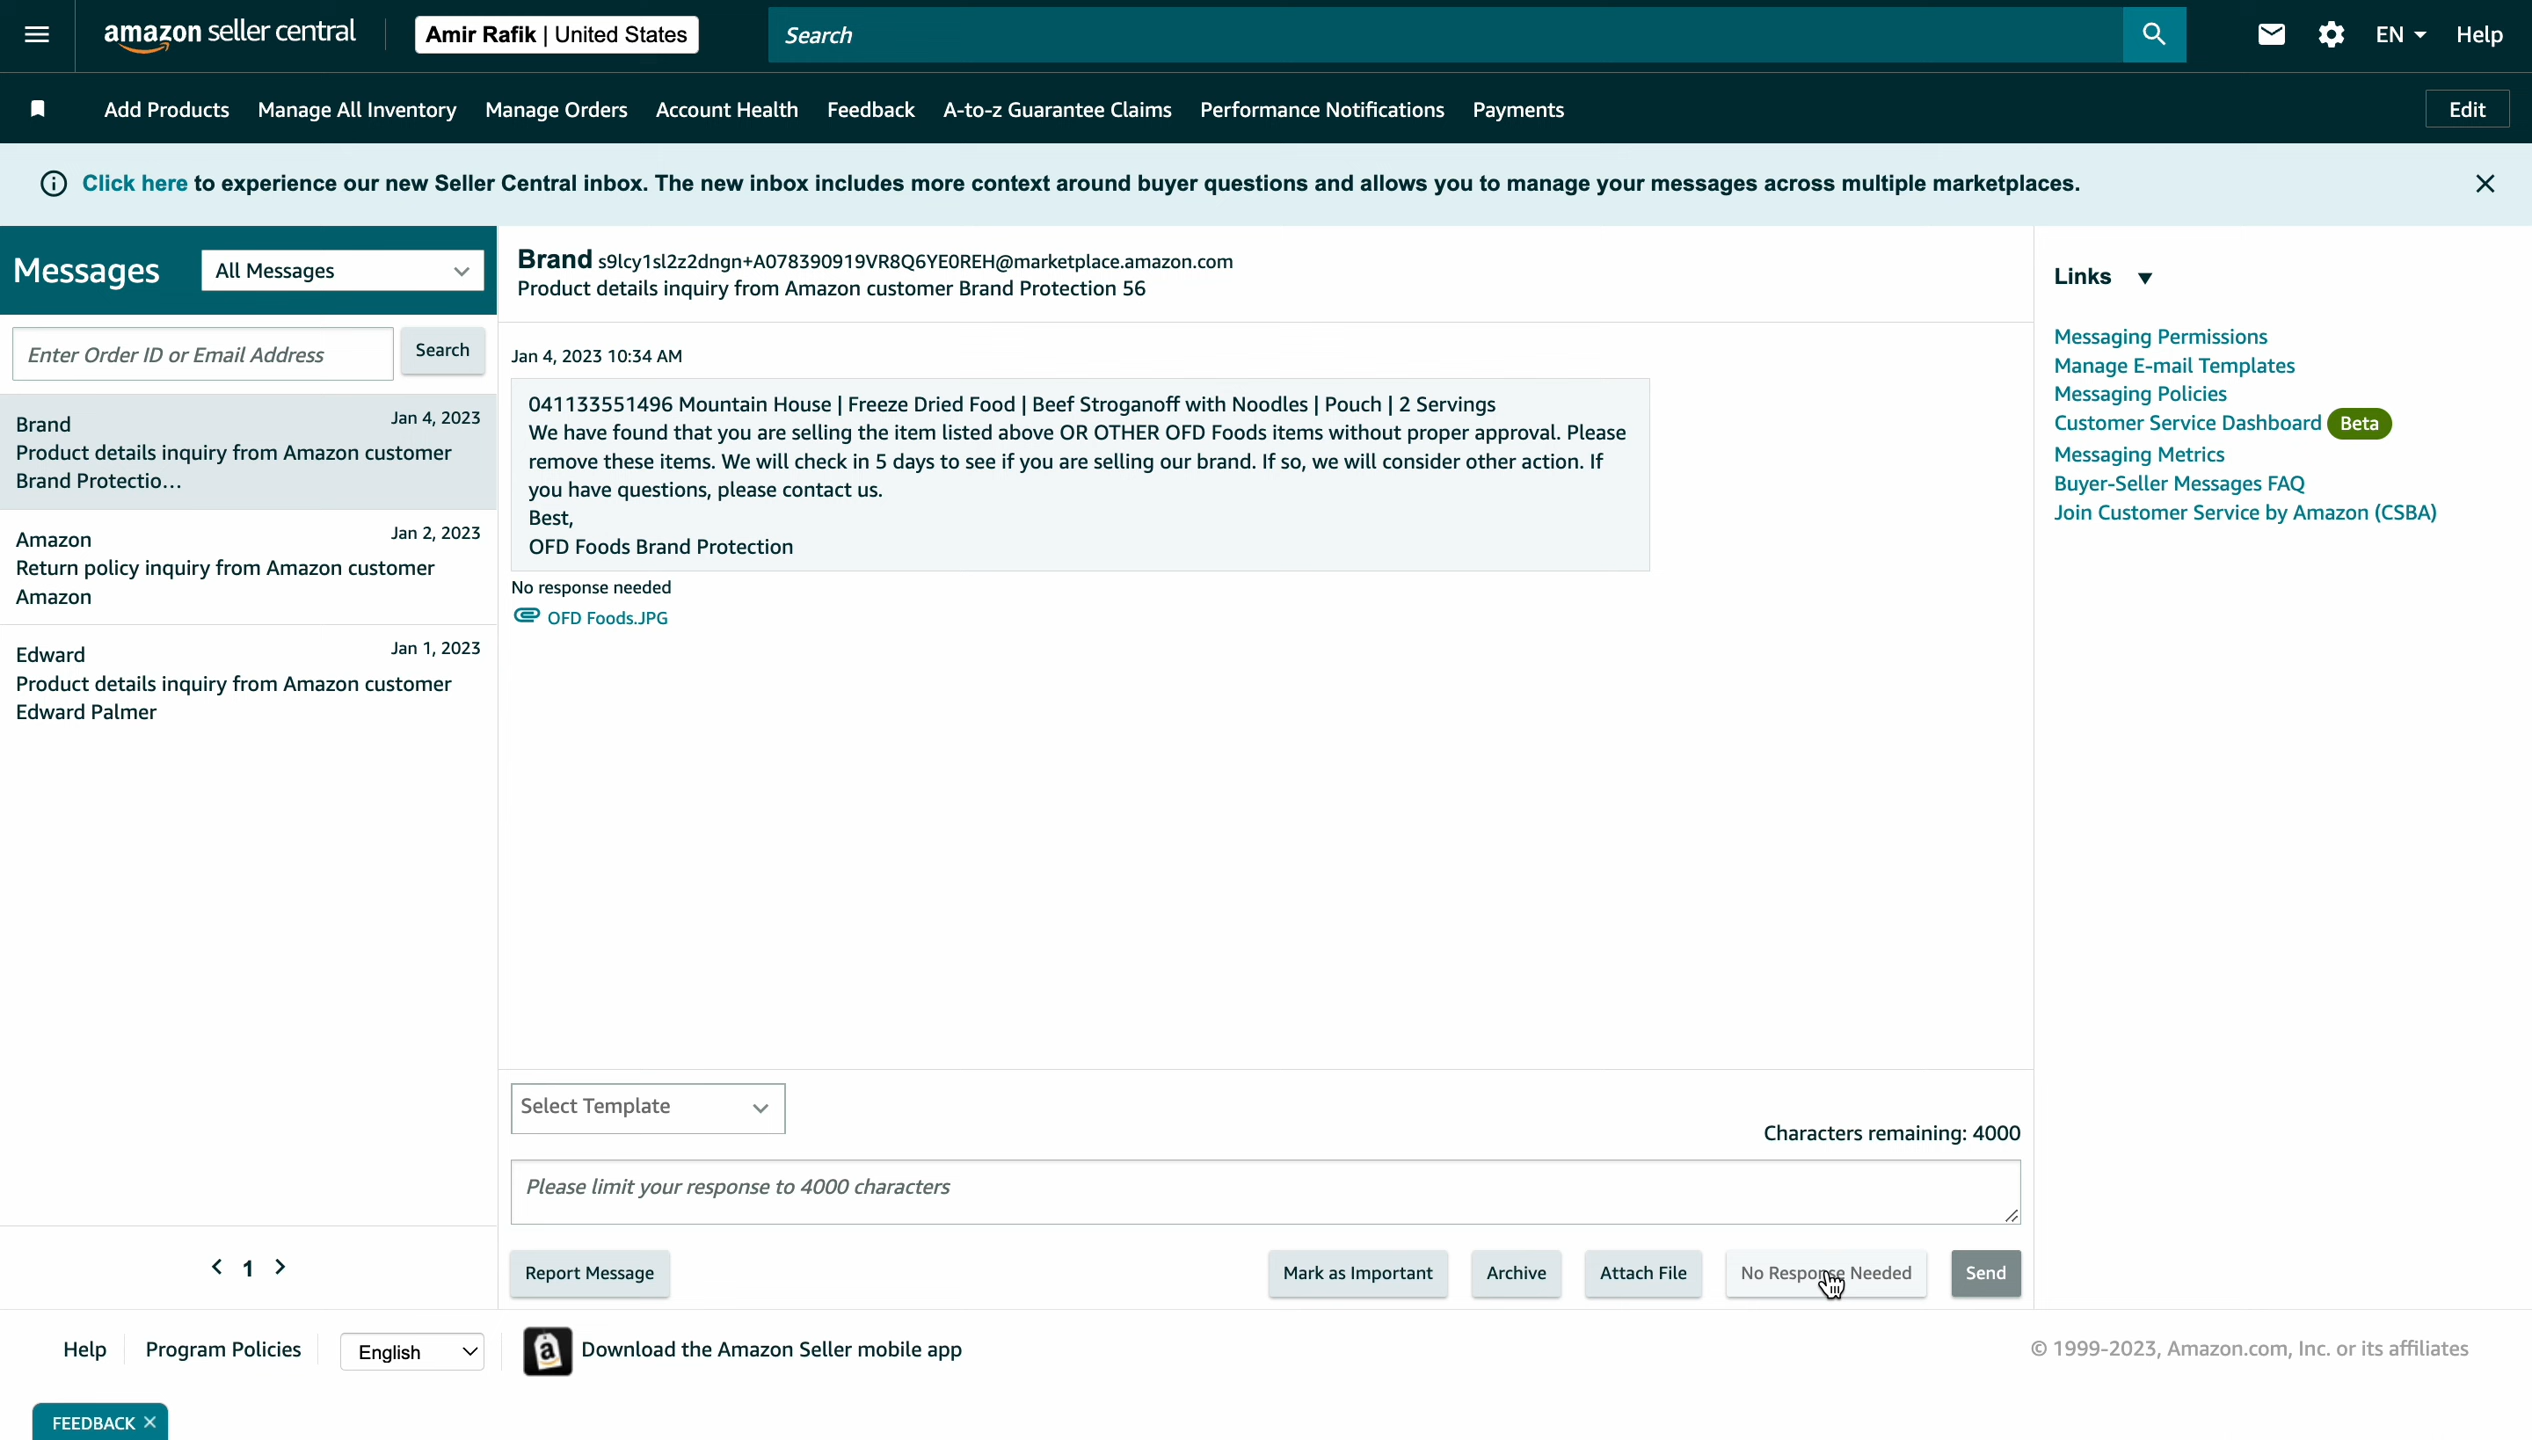 amazon seller central
Amir Rafik | United States
Search
EN
Help
Add Products Manage All Inventory Manage Orders Account Health Feedback A-to-z Guarantee Claims Performance Notifications Payments
Edit
Click here to experience our new Seller Central inbox. The new inbox includes more context around buyer questions and allows you to manage your messages across multiple marketplaces.
Messages
All Messages
Enter Order ID or Email Address
Search
Brand
Jan 4, 2023
Product details inquiry from Amazon customer
Brand Protectio...
Amazon
Jan 2, 2023
Return policy inquiry from Amazon customer
Amazon
Edward
Jan 1, 2023
Product details inquiry from Amazon customer
Edward Palmer
< 1 >
Brand s9lcy1sl2z2dngn+A078390919VR8Q6YE0REH@marketplace.amazon.com
Product details inquiry from Amazon customer Brand Protection 56
Jan 4, 2023 10:34 AM
041133551496 Mountain House | Freeze Dried Food | Beef Stroganoff with Noodles | Pouch | 2 Servings
We have found that you are selling the item listed above OR OTHER OFD Foods items without proper approval. Please
remove these items. We will check in 5 days to see if you are selling our brand. If so, we will consider other action. If
you have questions, please contact us.
Best,
OFD Foods Brand Protection
No response needed
OFD Foods.JPG
Select Template
Characters remaining: 4000
Please limit your response to 4000 characters
Report Message
Mark as Important
Archive
Attach File
No Response Needed
Send
Links
Messaging Permissions
Manage E-mail Templates
Messaging Policies
Customer Service Dashboard Beta
Messaging Metrics
Buyer-Seller Messages FAQ
Join Customer Service by Amazon (CSBA)
Help
Program Policies
English
a
Download the Amazon Seller mobile app
© 1999-2023, Amazon.com, Inc. or its affiliates
FEEDBACK ×